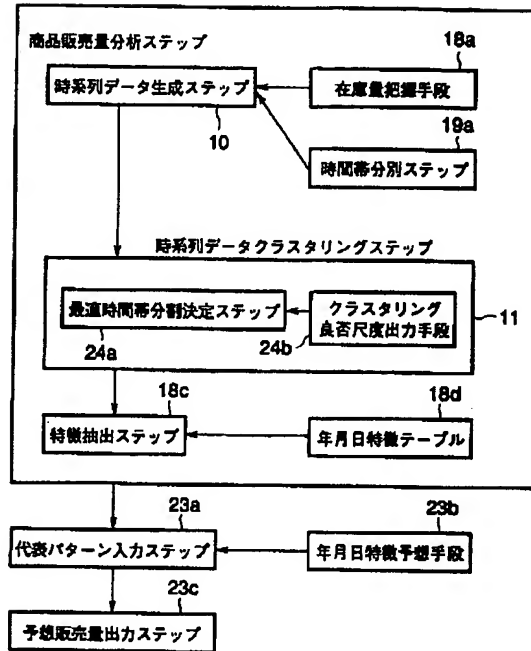 商品販売量分析ステップ
18a
時系列データ生成ステップ
在庫量把握手段
10
19a
時間帯分別ステップ
時系列データクラスタリングステップ
最適時間帯分割決定ステップ
クラスタリング
良否尺度出力手段
11
24a
24b
18c
18d
特徴抽出ステップ
年月日特徴テーブル
23a
23b
代表パターン入力ステップ
年月日特徴予想手段
23c
予想販売量出力ステップ